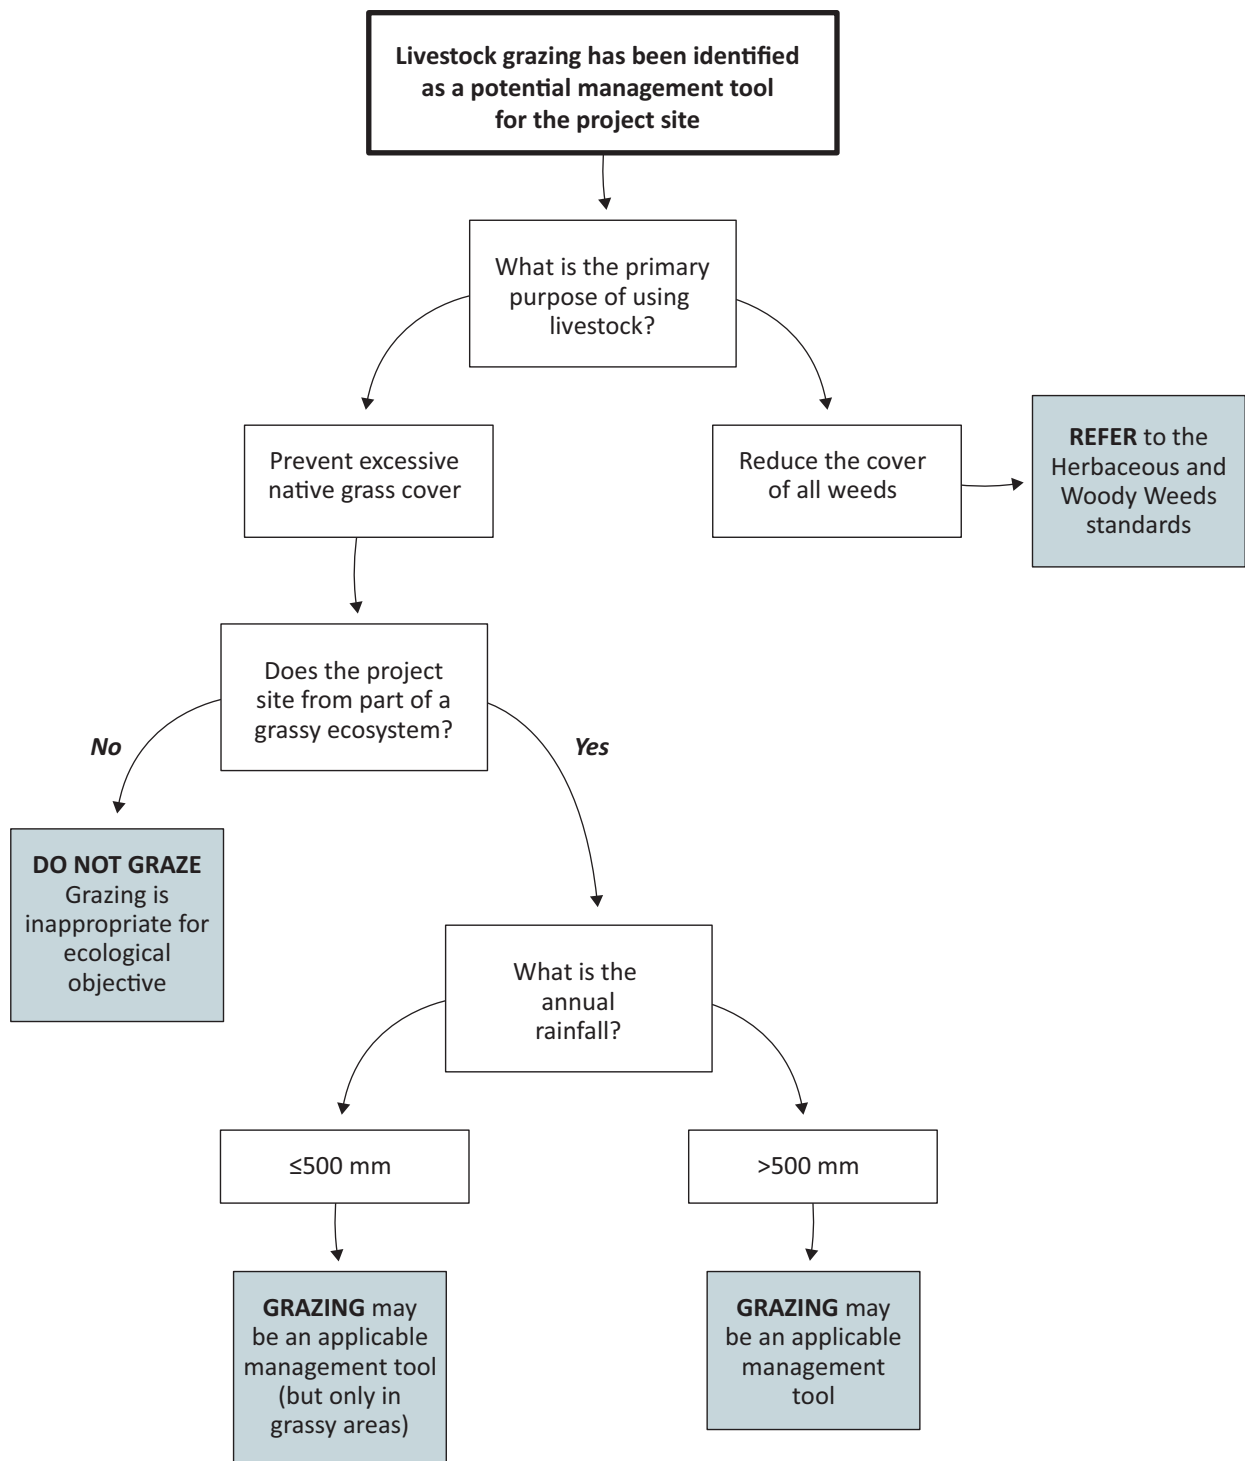 Livestock grazing has been identified
as a potential management tool
for the project site
What is the primary
purpose of using
livestock?
Prevent excessive
native grass cover
Reduce the cover
of all weeds
REFER to the
Herbaceous and
Woody Weeds
standards
Does the project
site from part of a
grassy ecosystem?
No
Yes
DO NOT GRAZE
Grazing is
inappropriate for
ecological
objective
What is the
annual
rainfall?
≤500 mm
>500 mm
GRAZING may
be an applicable
management tool
(but only in
grassy areas)
GRAZING may
be an applicable
management
tool